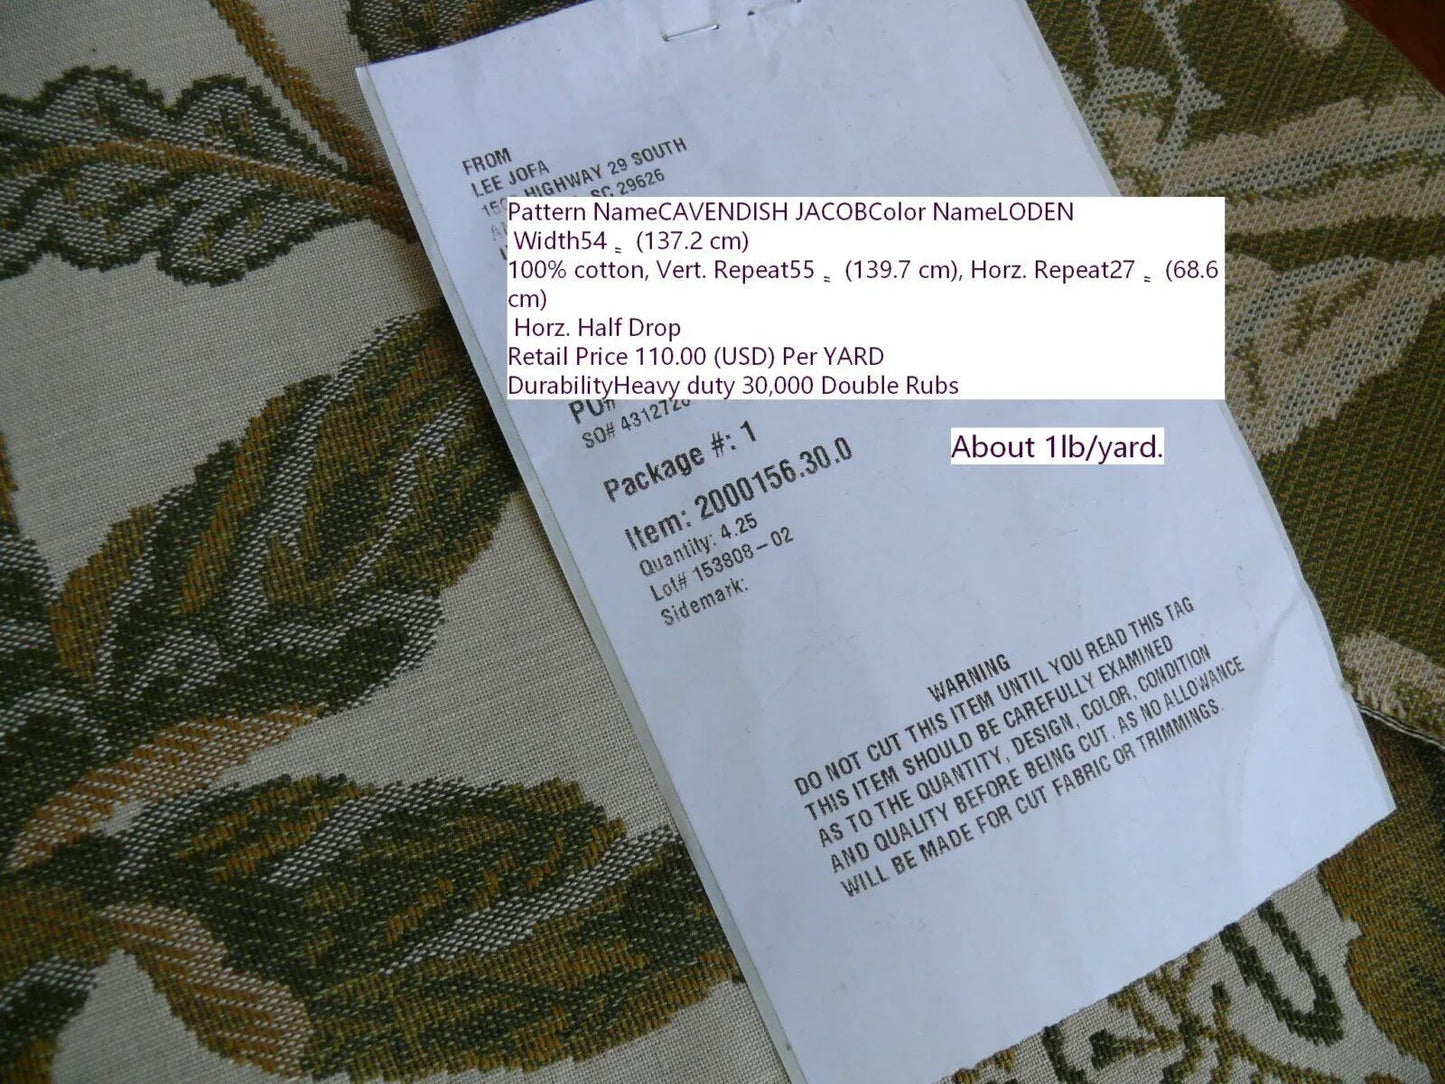 FROM
LEE JOFA
HIGHWAY 29 SOUTH
SC 29626
Pattern NameCAVENDISH JACOBColor NameLODEN
Width54 (137.2 cm)
100% cotton, Vert. Repeat55 (139.7 cm), Horz. Repeat27 (68.6
cm)
Horz. Half Drop
Retail Price 110.00 (USD) Per YARD
DurabilityHeavy duty 30,000 Double Rubs
PO#
SO#
About 1lb/yard.
Package #: 1
Item: 2000156.30.0
Quantity: 4.25
Lot# 153808-02
Sidemark:
WARNING
DO NOT CUT THIS ITEM UNTIL YOU READ THIS TAG
THIS ITEM SHOULD BE CAREFULLY EXAMINED
AS TO THE QUANTITY, DESIGN, COLOR, CONDITION
AND QUALITY BEFORE BEING CUT. AS NO ALLOWANCE
WILL BE MADE FOR CUT FABRIC OR TRIMMINGS.